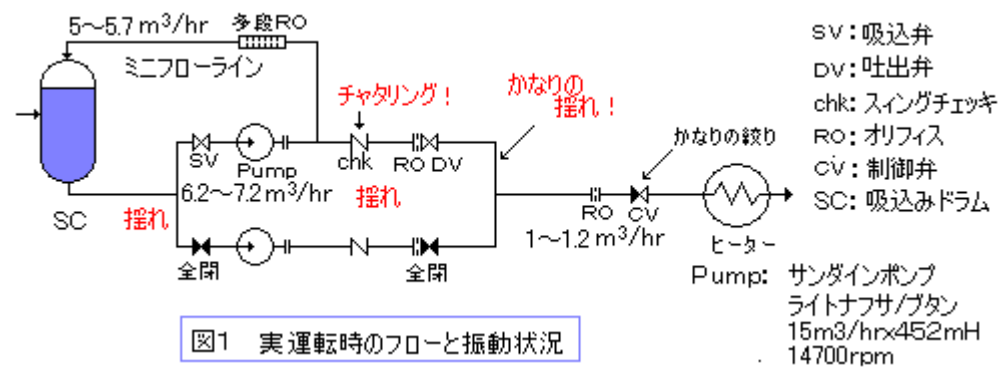 5～5.7m³/hr 多段RO
ミニフローライン
チャタリング！
かなりの
揺れ！
かなりの絞り
SV
Pump
chk
RO DV
6.2～7.2m³/hr
揺れ
SC
揺れ
RO CV
1～1.2m³/hr
ヒーター
全閉
全閉
SV：吸込弁
DV：吐出弁
chk：スィングチェッキ
RO：オリフィス
CV：制御弁
SC：吸込みドラム
Pump： サンダインポンプ
ライトナフサ/ブタン
15m3/hrx452mH
14700rpm
図1 実運転時のフローと振動状況